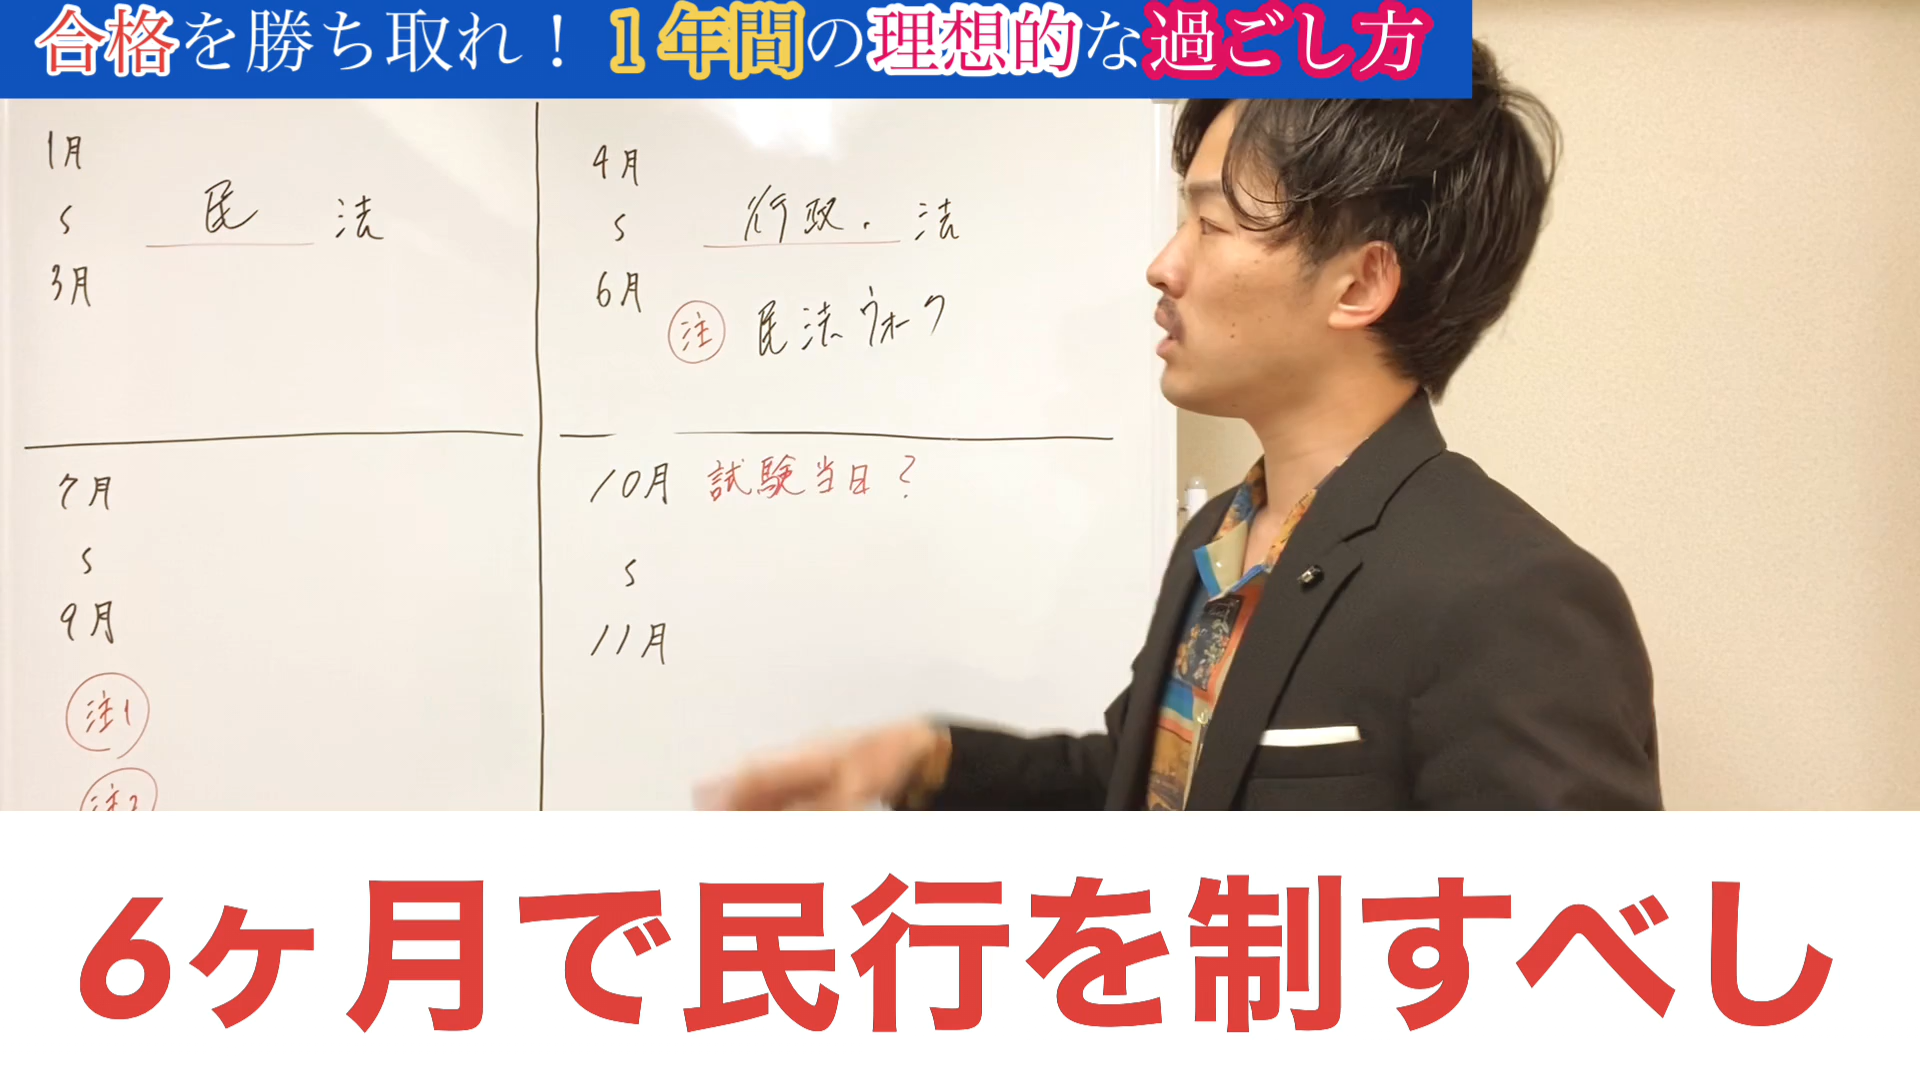 合格を勝ち取れ！１年間の理想的な過ごし方
1月
S
3月
民 法
4月
S
6月
行政.法
注 民法ウォーク
7月
S
9月
注1
注2
10月 試験当日?
S
11月
6ヶ月で民行を制すべし